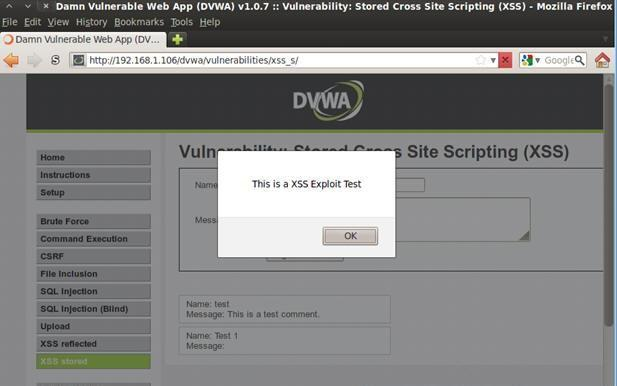 Damn Vulnerable Web App (DVWA) v1.0.7 :: Vulnerability: Stored Cross Site Scripting (XSS) - Mozilla Firefox
File Edit View History Bookmarks Tools Help
Damn Vulnerable Web App (DV...
http://192.168.1.106/dvwa/vulnerabilities/xss_s/
Google
DVWA
Home
Instructions
Setup
Brute Force
Command Execution
CSRF
File Inclusion
SQL Injection
SQL Injection (Blind)
Upload
XSS reflected
XSS stored
Vulnerability: Stored Cross Site Scripting (XSS)
Name
Messa
This is a XSS Exploit Test
OK
Name: test
Message: This is a test comment.
Name: Test 1
Message: